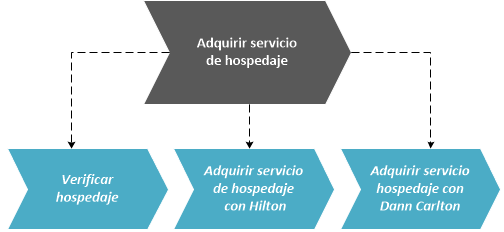 Adquirir servicio
de hospedaje
Verificar
hospedaje
Adquirir servicio
de hospedaje
con Hilton
Adquirir servicio
hospedaje con
Dann Carlton